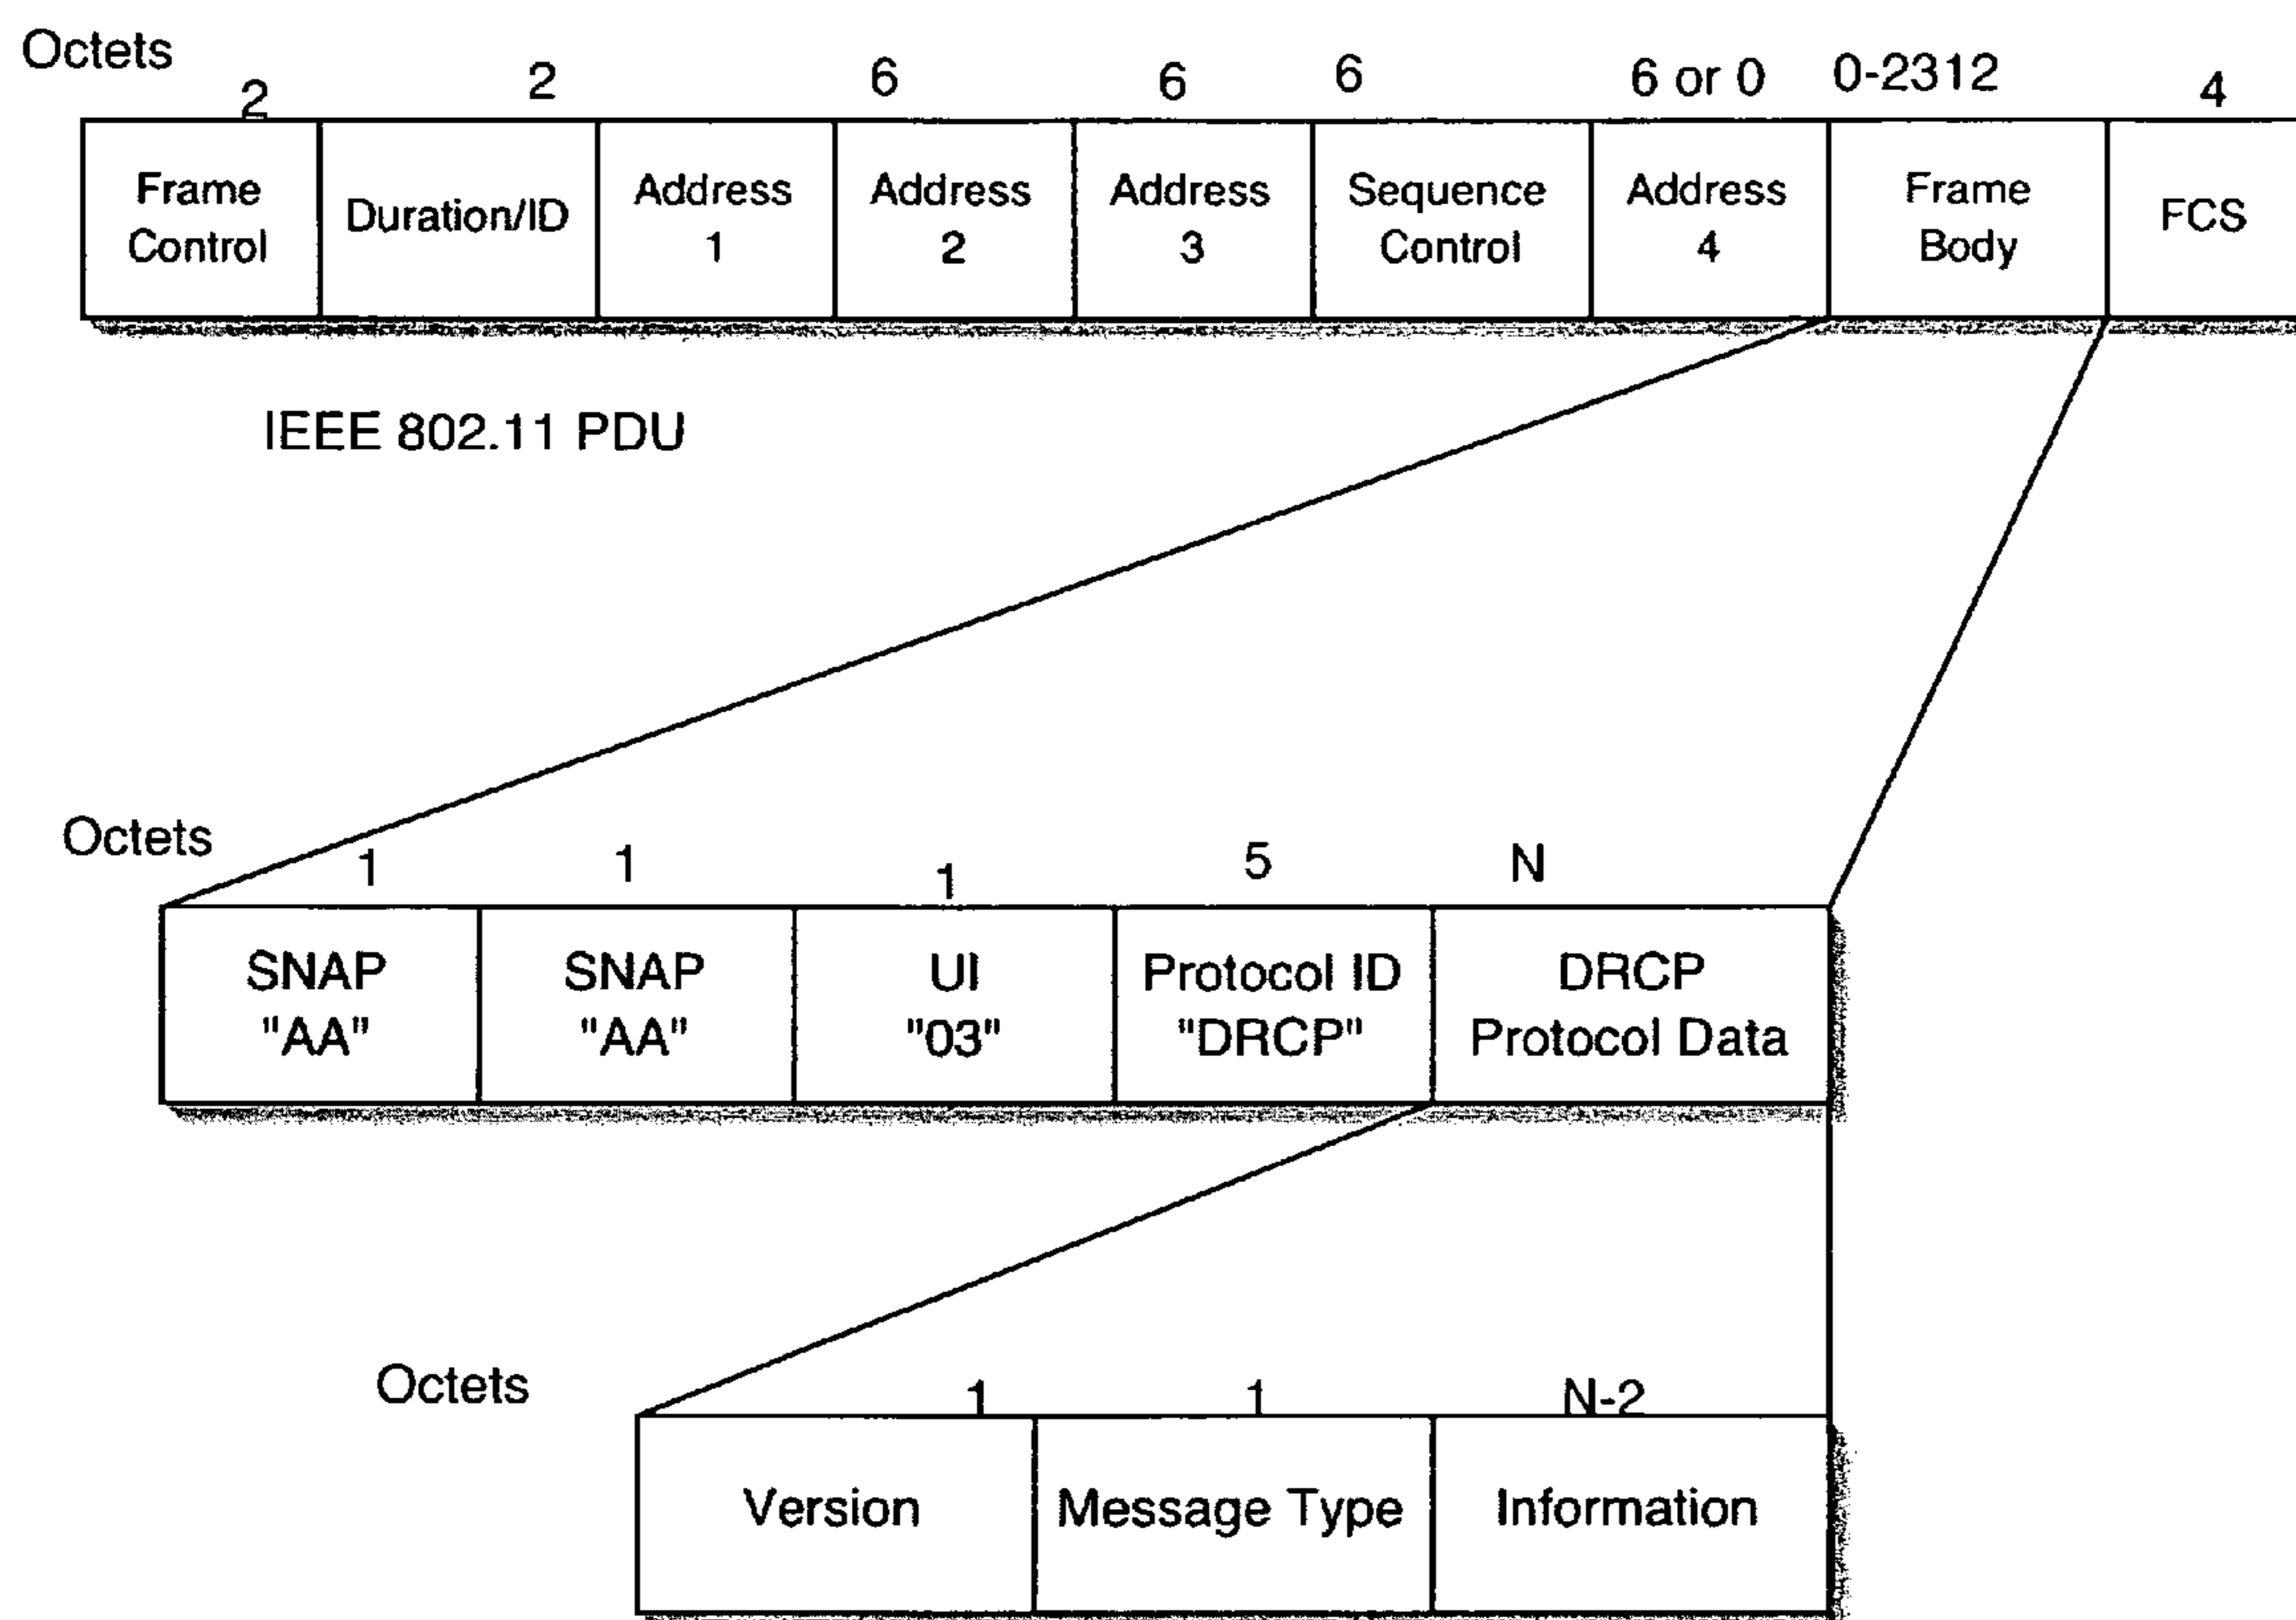 Octets
2 2 6 6 6 6 or 0 0-2312 4
Frame Control
Duration/ID
Address 1
Address 2
Address 3
Sequence Control
Address 4
Frame Body
FCS
IEEE 802.11 PDU
Octets
1 1 1 5 N
SNAP "AA"
SNAP "AA"
UI "03"
Protocol ID "DRCP"
DRCP Protocol Data
Octets
1 1 N-2
Version
Message Type
Information